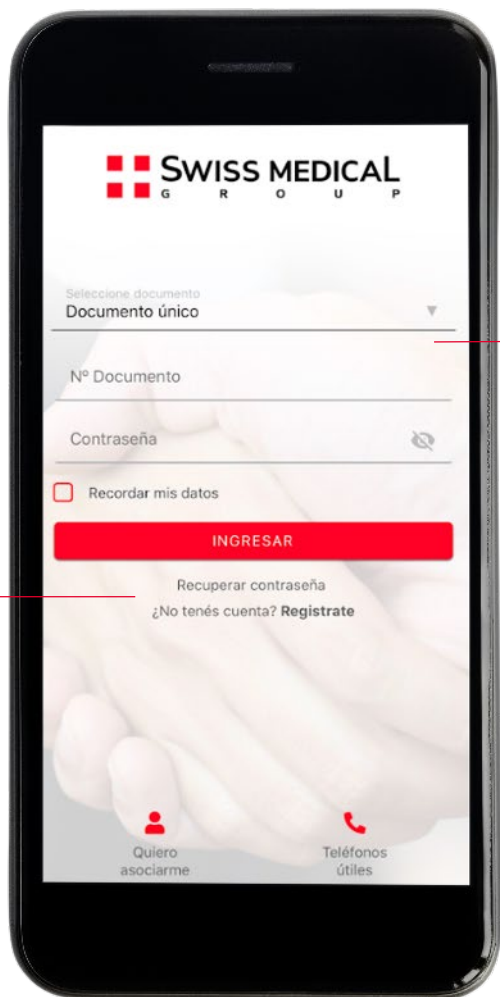 SWISS MEDICAL
GROUP
Seleccione documento
Documento único
Nº Documento
Contraseña
Recordar mis datos
INGRESAR
Recuperar contraseña
¿No tenés cuenta? Registrate
Quiero
asociarme
Teléfonos
útiles